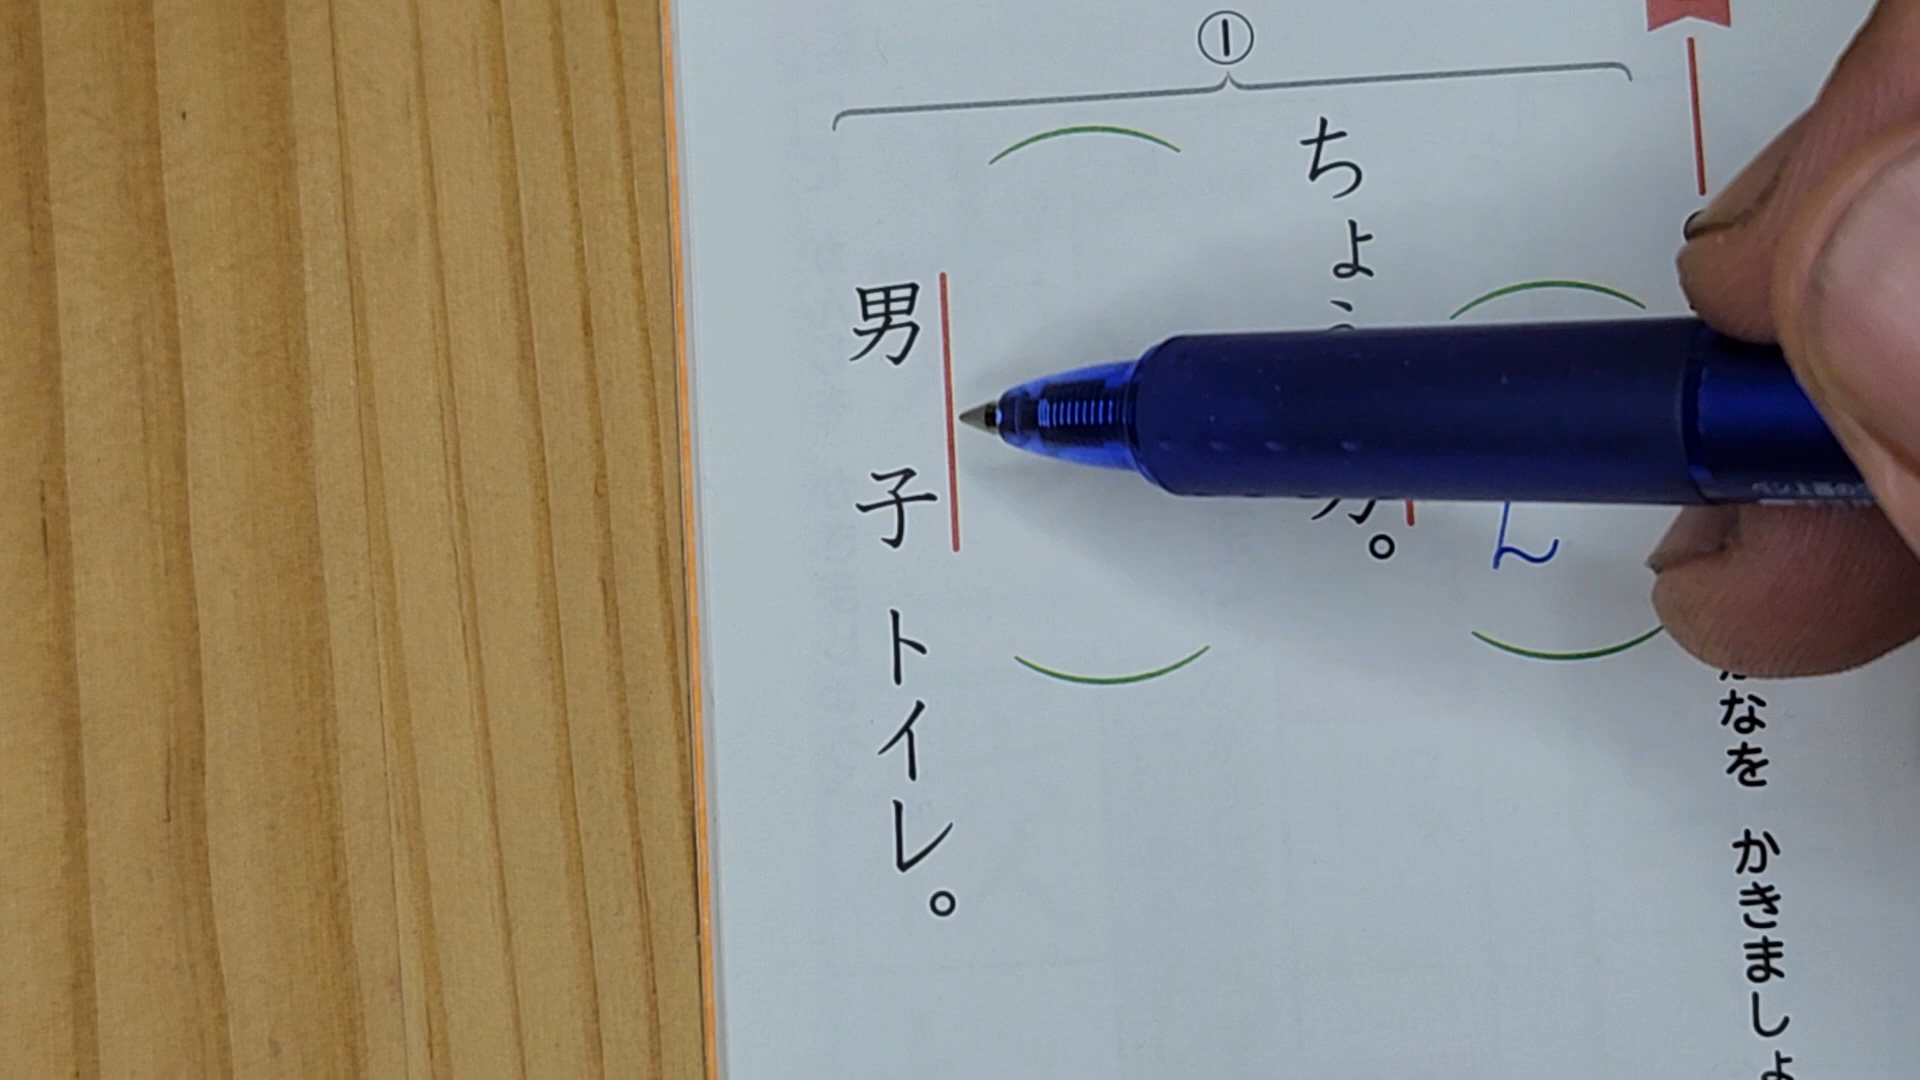 ①
なを かきましょ
ん
ちょう
男子トイレ。